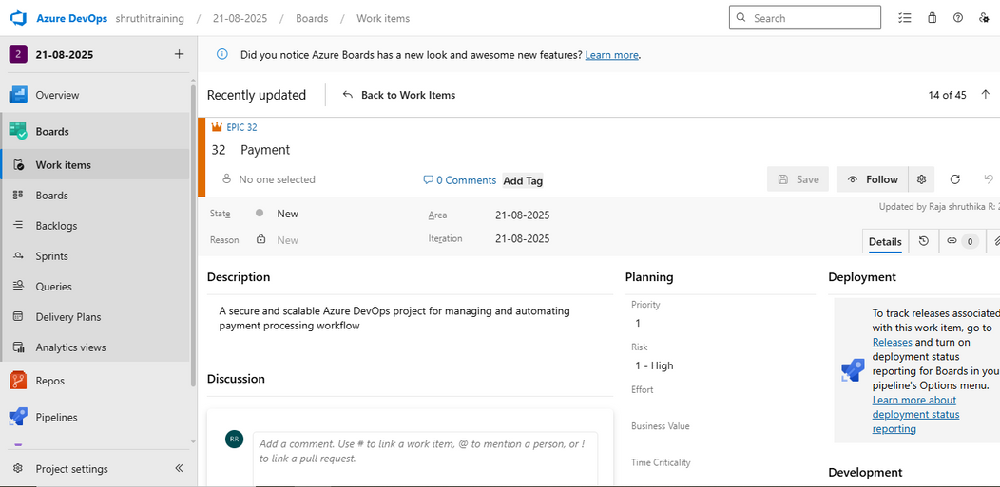 Azure DevOps shruthitraining / 21-08-2025 / Boards / Work items
Search
2 21-08-2025
Did you notice Azure Boards has a new look and awesome new features? Learn more.
Overview
Boards
Work items
Boards
Backlogs
Sprints
Queries
Delivery Plans
Analytics views
Repos
Pipelines
Project settings
Recently updated
Back to Work Items
14 of 45
EPIC 32
32 Payment
No one selected
0 Comments
Add Tag
Save
Follow
State New
Area 21-08-2025
Updated by Raja shruthika R: 2
Reason New
Iteration 21-08-2025
Details
0
Description
A secure and scalable Azure DevOps project for managing and automating
payment processing workflow
Discussion
RR
Add a comment. Use # to link a work item, @ to mention a person, or !
to link a pull request.
Planning
Priority
1
Risk
1 - High
Effort
Business Value
Time Criticality
Deployment
To track releases associated
with this work item, go to
Releases and turn on
deployment status
reporting for Boards in you
pipeline's Options menu.
Learn more about
deployment status
reporting
Development